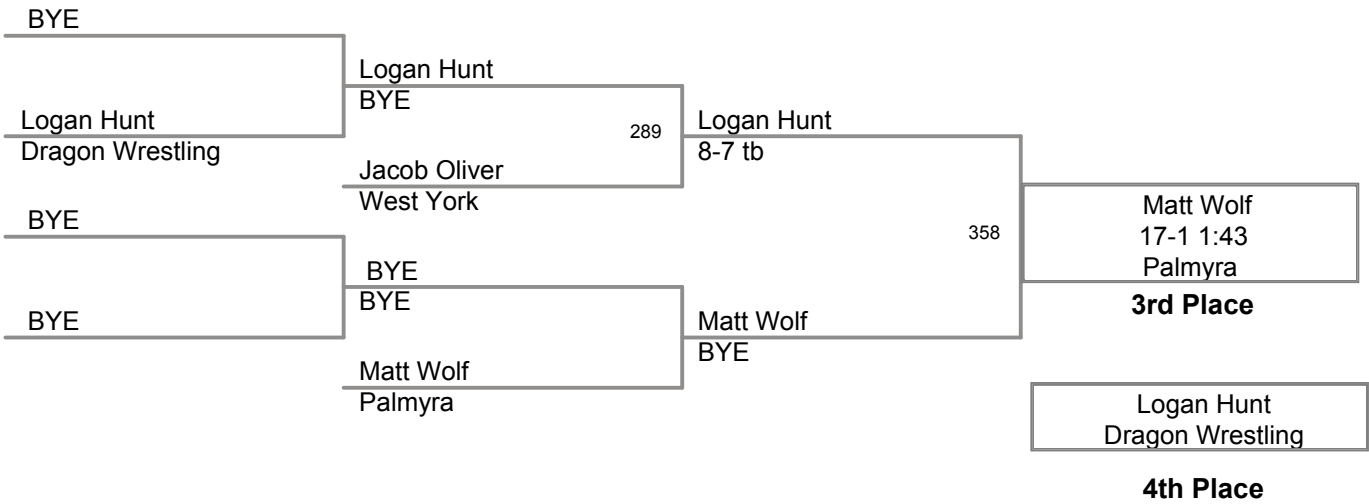 BYE
Logan Hunt
Dragon Wrestling
BYE
BYE
Logan Hunt
BYE
289
Jacob Oliver
West York
BYE
BYE
Matt Wolf
Palmyra
Logan Hunt
8-7 tb
358
Matt Wolf
BYE
Matt Wolf
17-1 1:43
Palmyra
3rd Place
Logan Hunt
Dragon Wrestling
4th Place